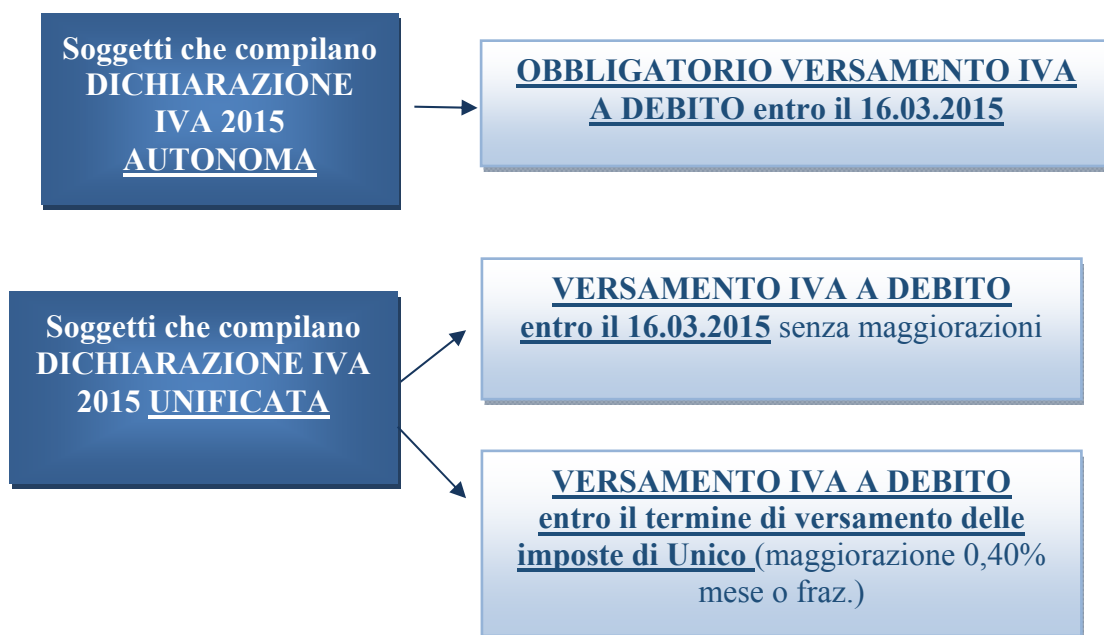 Soggetti che compilano
DICHIARAZIONE
IVA 2015
AUTONOMA
OBBLIGATORIO VERSAMENTO IVA
A DEBITO entro il 16.03.2015
Soggetti che compilano
DICHIARAZIONE IVA
2015 UNIFICATA
VERSAMENTO IVA A DEBITO
entro il 16.03.2015 senza maggiorazioni
VERSAMENTO IVA A DEBITO
entro il termine di versamento delle
imposte di Unico (maggiorazione 0,40%
mese o fraz.)